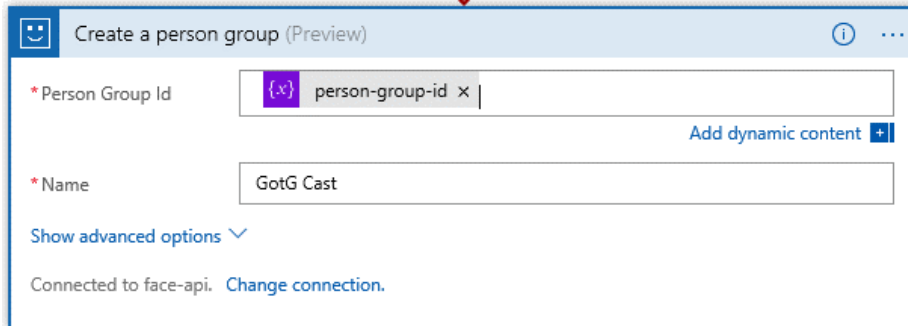 Create a person group (Preview)
* Person Group Id {x} person-group-id ×
Add dynamic content +
* Name GotG Cast
Show advanced options
Connected to face-api. Change connection.